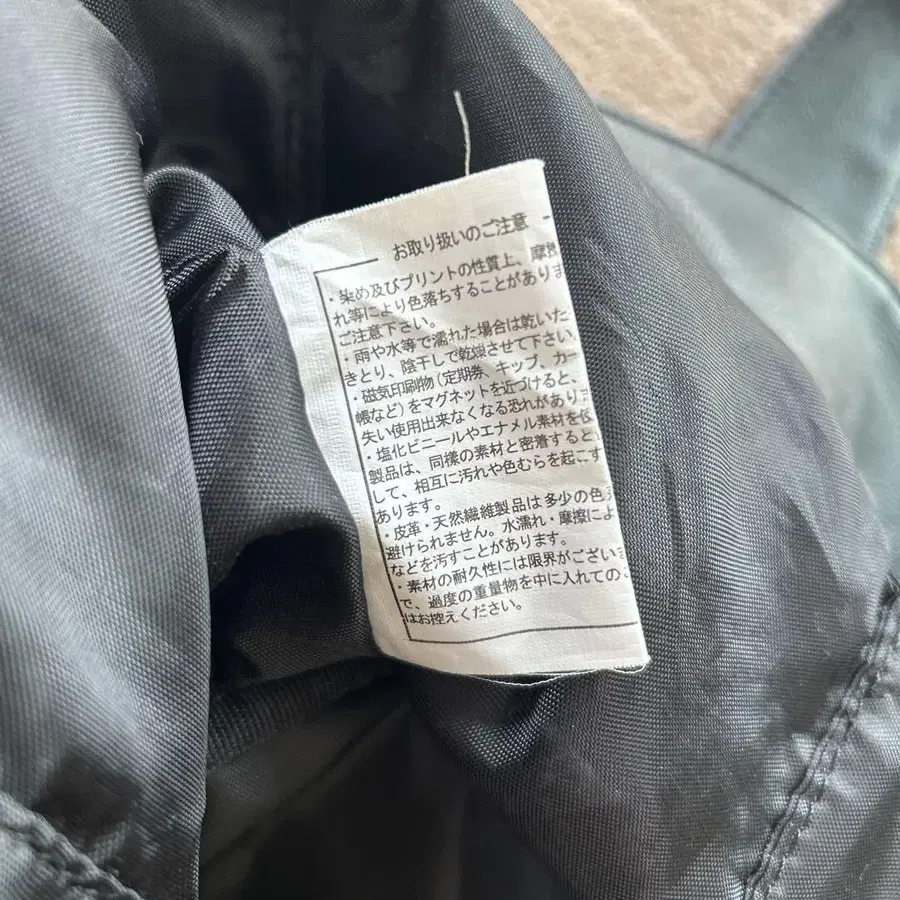 お取り扱いのご注意
・染め及びプリントの性質上、摩擦
れ等により色落ちすることがありま
ご注意下さい。
・雨や水等で濡れた場合は乾いた
きとり、陰干しで乾燥させて下さい
・磁気印刷物(定期券、キップ、カー
帳など)をマグネットを近づけると、
失い使用出来なくなる恐れがありま
・塩化ビニールやエナメル素材を
製品は、同様の素材と密着すると
して、相互に汚れや色むらを起こす
あります。
・皮革・天然繊維製品は多少の色
避けられません。水濡れ・摩擦によ
などを汚すことがあります。
・素材の耐久性には限界がございま
で、過度の重量物を中に入れての
はお控えください。